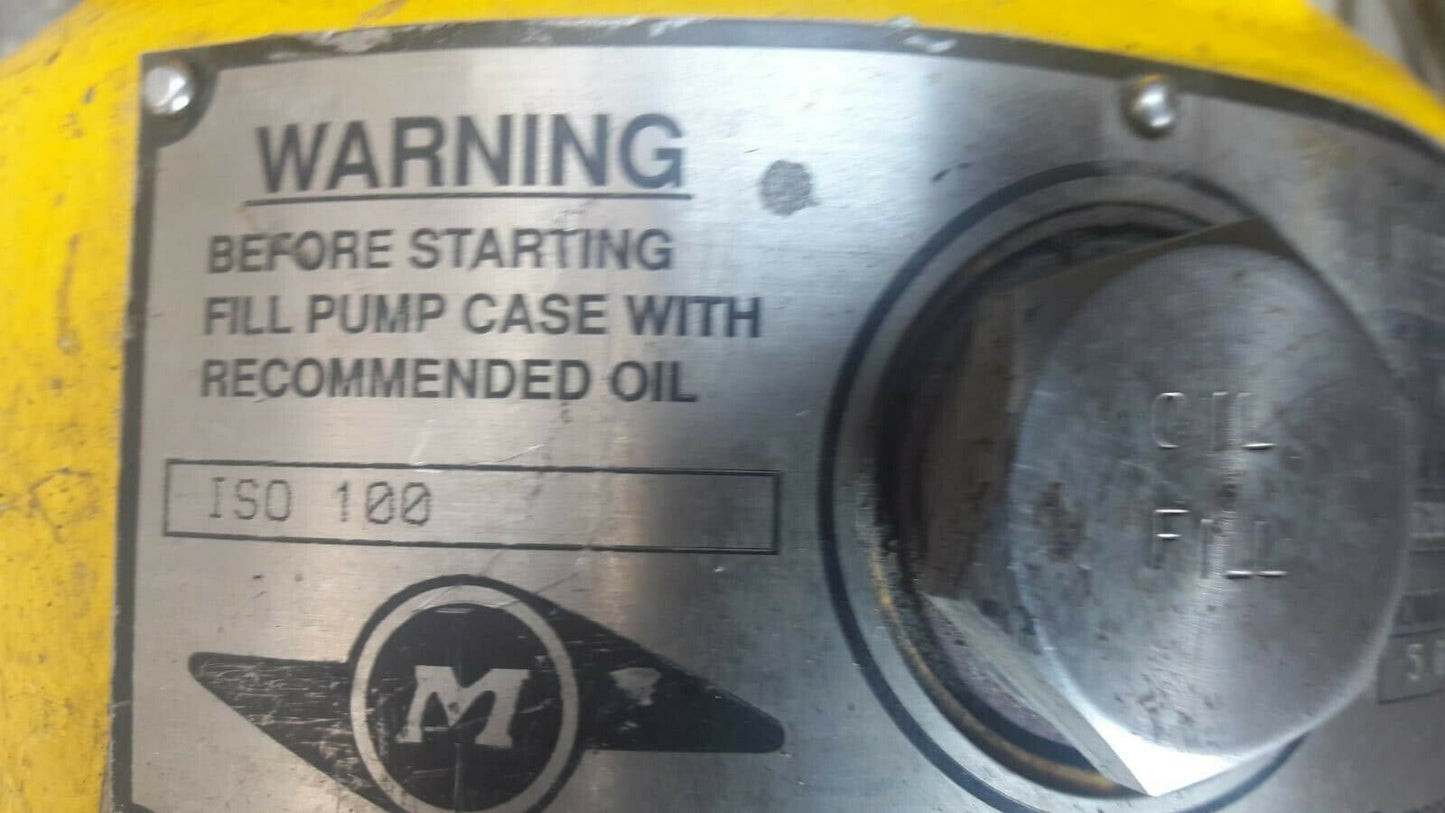 WARNING
BEFORE STARTING
FILL PUMP CASE WITH
RECOMMENDED OIL
ISO 100
M
OIL
FILL